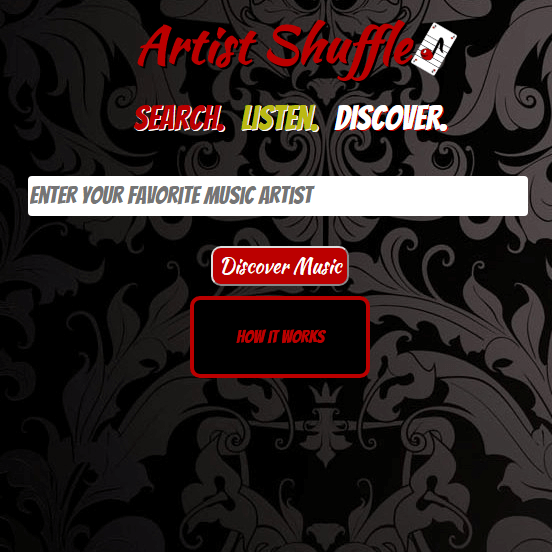 Artist Shuffle
SEARCH. LISTEN. DISCOVER.
ENTER YOUR FAVORITE MUSIC ARTIST
Discover Music
HOW IT WORKS